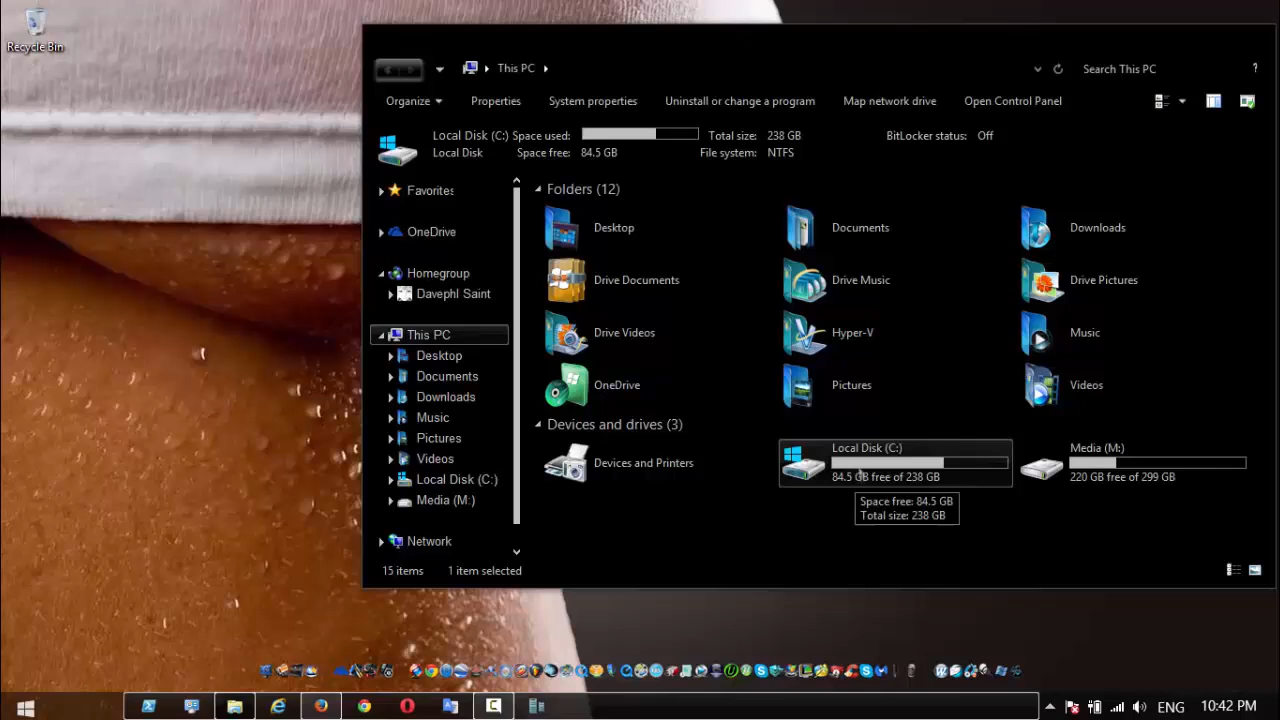 Recycle Bin
This PC
Search This PC
?
Organize
Properties
System properties
Uninstall or change a program
Map network drive
Open Control Panel
Local Disk (C:) Space used:
Total size: 238 GB
BitLocker status: Off
Local Disk
Space free: 84.5 GB
File system: NTFS
Favorites
OneDrive
Homegroup
Davephl Saint
This PC
Desktop
Documents
Downloads
Music
Pictures
Videos
Local Disk (C:)
Media (M:)
Network
Folders (12)
Desktop
Documents
Downloads
Drive Documents
Drive Music
Drive Pictures
Drive Videos
Hyper-V
Music
OneDrive
Pictures
Videos
Devices and drives (3)
Devices and Printers
Local Disk (C:)
84.5 GB free of 238 GB
Media (M:)
220 GB free of 299 GB
Space free: 84.5 GB
Total size: 238 GB
15 items
1 item selected
ENG
10:42 PM